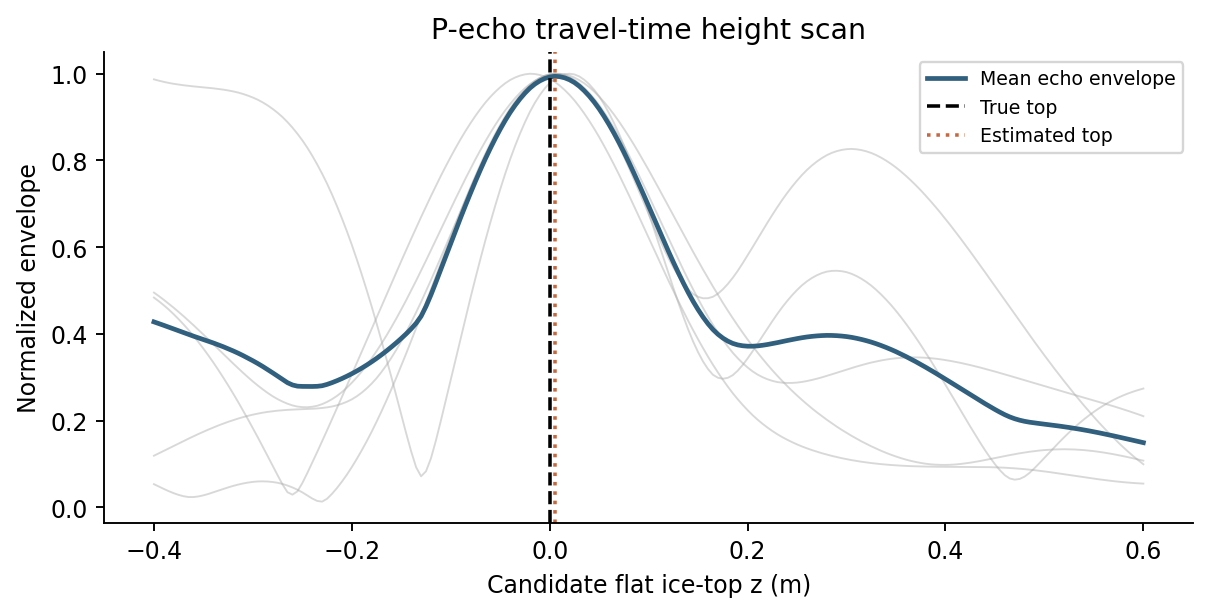 P-echo travel-time height scan
Normalized envelope
1.0
0.8
0.6
0.4
0.2
0.0
Mean echo envelope
True top
Estimated top
−0.4 −0.2 0.0 0.2 0.4 0.6
Candidate flat ice-top z (m)